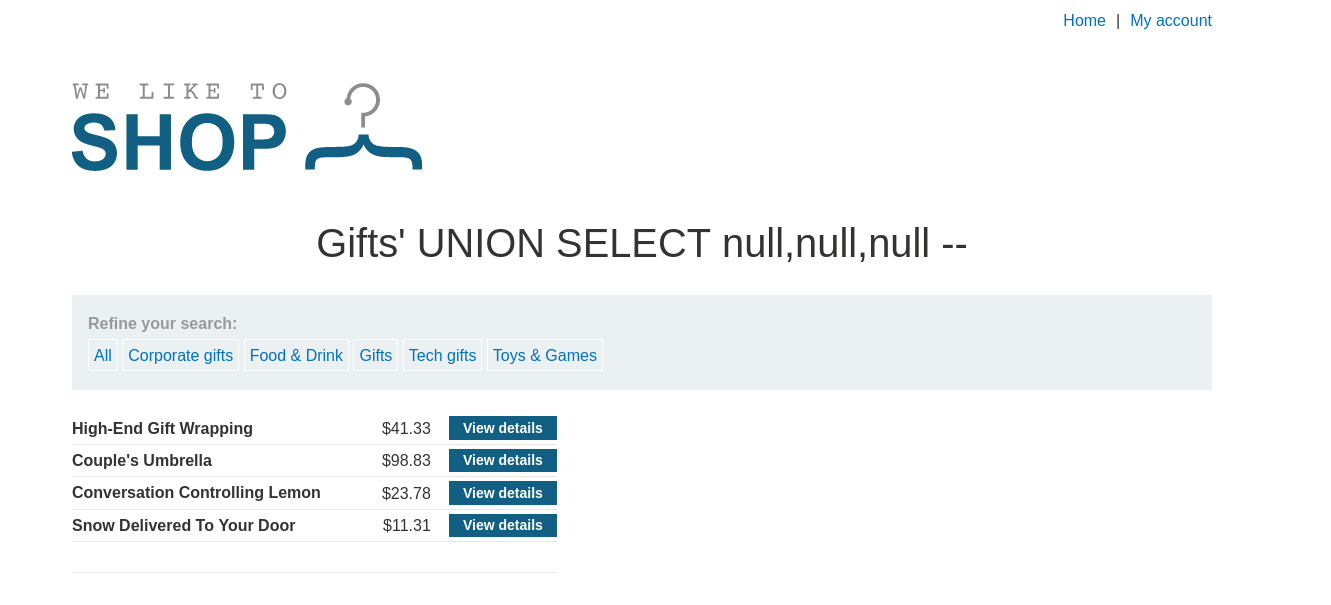 Home | My account
WE LIKE TO
SHOP
Gifts' UNION SELECT null,null,null --
Refine your search:
All Corporate gifts Food & Drink Gifts Tech gifts Toys & Games
High-End Gift Wrapping $41.33 View details
Couple's Umbrella $98.83 View details
Conversation Controlling Lemon $23.78 View details
Snow Delivered To Your Door $11.31 View details